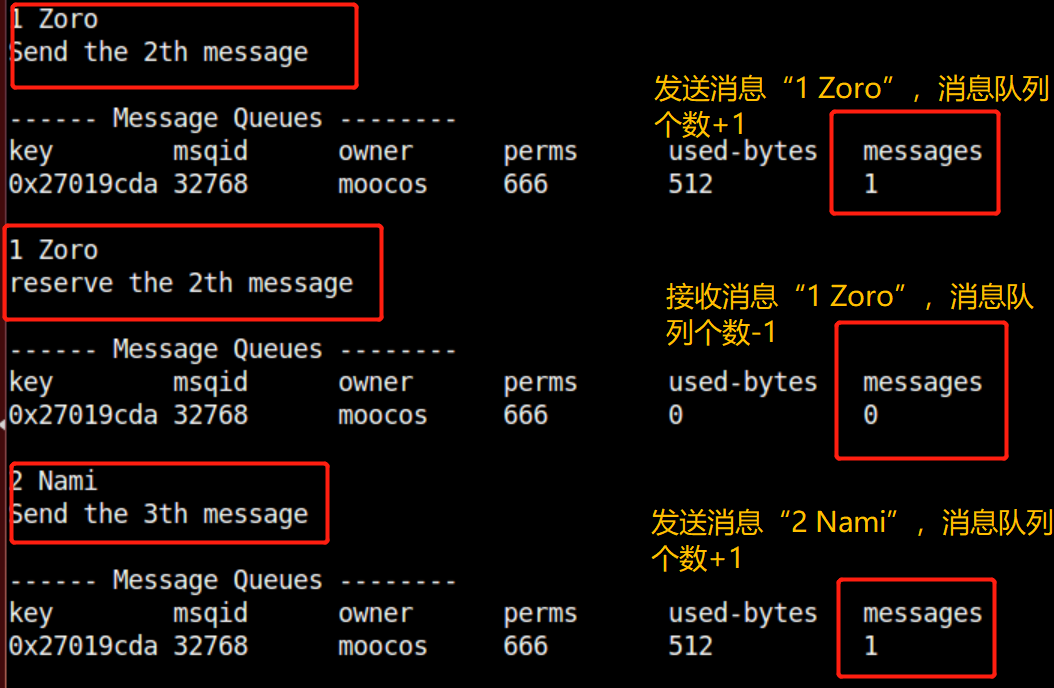 1 Zoro
Send the 2th message
发送消息“1 Zoro”，消息队列
个数+1
------ Message Queues --------
key msqid owner perms used-bytes messages
0x27019cda 32768 moocos 666 512 1
1 Zoro
reserve the 2th message
接收消息“1 Zoro”，消息队
列个数-1
------ Message Queues --------
key msqid owner perms used-bytes messages
0x27019cda 32768 moocos 666 0 0
2 Nami
Send the 3th message
发送消息“2 Nami”，消息队列
个数+1
------ Message Queues --------
key msqid owner perms used-bytes messages
0x27019cda 32768 moocos 666 512 1